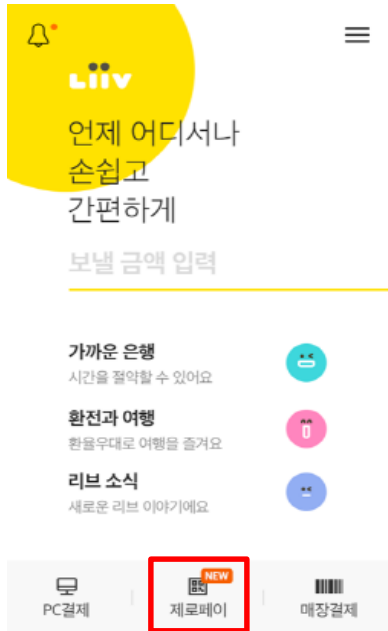 Liiv
언제 어디서나
손쉽고
간편하게
보낼 금액 입력
가까운 은행
시간을 절약할 수 있어요
환전과 여행
환율우대로 여행을 즐겨요
리브 소식
새로운 리브 이야기에요
NEW
PC결제
제로페이
매장결제